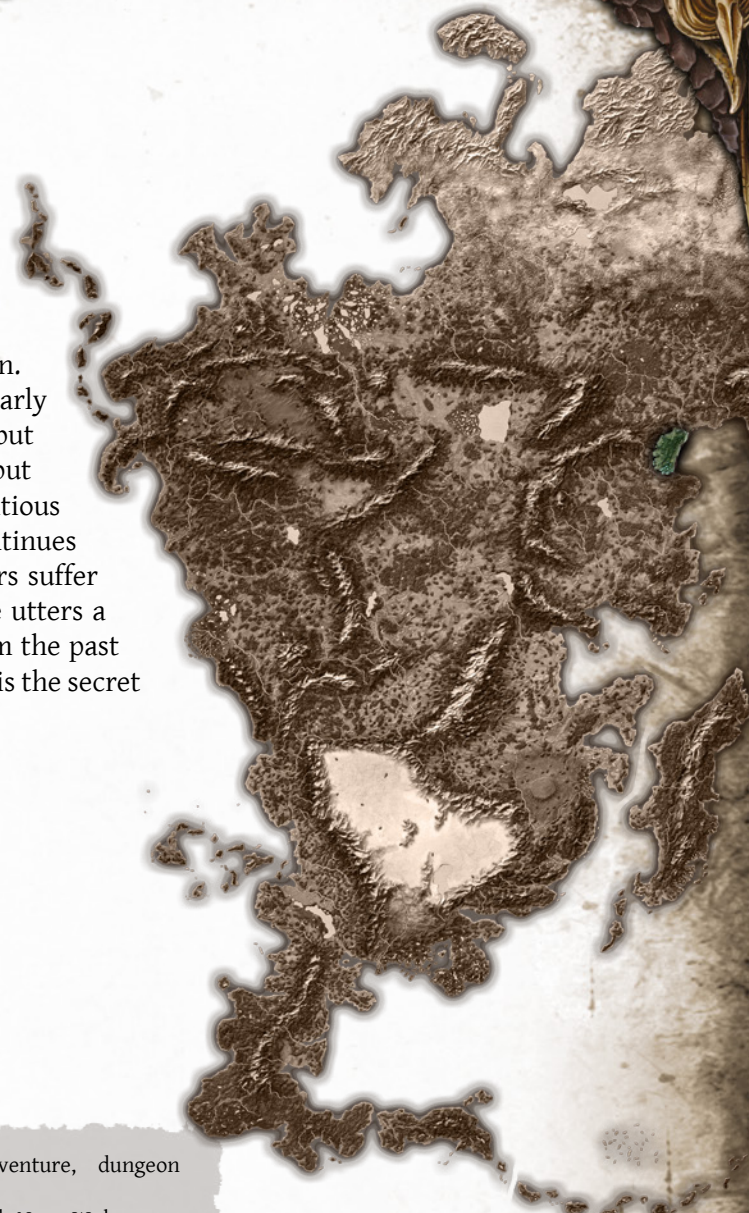 n.
arly
out
out
tious
tinues
rs suffer
e utters a
n the past
is the secret
venture, dungeon